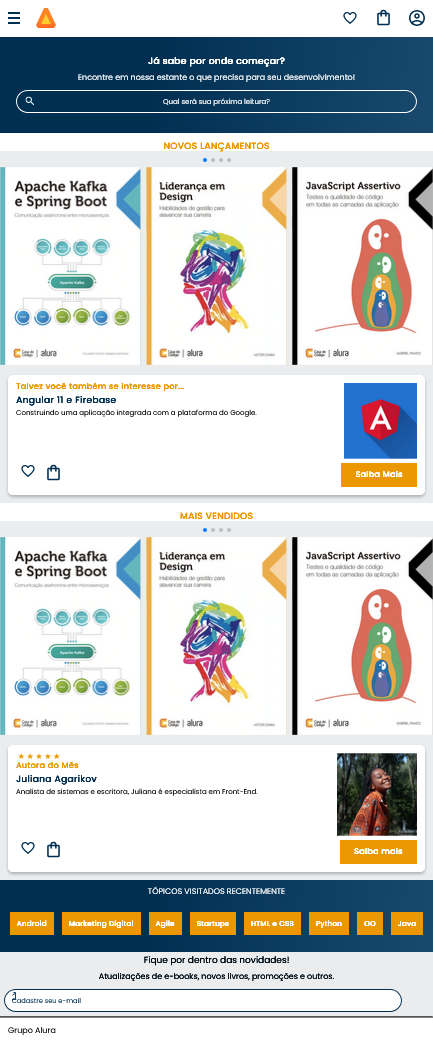 Já sabe por onde começar?
Encontre em nossa estante o que precisa para seu desenvolvimento!
Qual será sua próxima leitura?
NOVOS LANÇAMENTOS
Apache Kafka
e Spring Boot
Comunicação assíncrona entre microsserviços
Apache Kafka
Casa do Código | alura
Liderança em
Design
Habilidades de gestão para
alavancar sua carreira
Casa do Código | alura
JavaScript Assertivo
Testes e qualidade de código
em todas as camadas da aplicação
Casa do Código | alura
Talvez você também se interesse por...
Angular 11 e Firebase
Construindo uma aplicação integrada com a plataforma do Google.
A
Saiba Mais
MAIS VENDIDOS
Apache Kafka
e Spring Boot
Comunicação assíncrona entre microsserviços
Apache Kafka
Casa do Código | alura
Liderança em
Design
Habilidades de gestão para
alavancar sua carreira
Casa do Código | alura
JavaScript Assertivo
Testes e qualidade de código
em todas as camadas da aplicação
Casa do Código | alura
Autora do Mês
Juliana Agarikov
Analista de sistemas e escritora, Juliana é especialista em Front-End.
Saiba mais
TÓPICOS VISITADOS RECENTEMENTE
Android Marketing Digital Agile Startups HTML e CSS Python OO Java
Fique por dentro das novidades!
Atualizações de e-books, novos livros, promoções e outros.
Cadastre seu e-mail
Grupo Alura